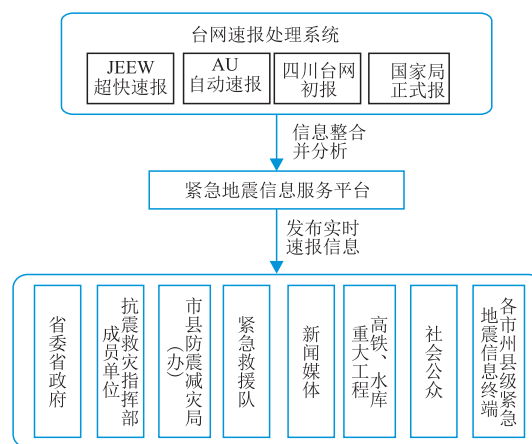 台网速报处理系统
JEEW
超快速报
AU
自动速报
四川台网
初报
国家局
正式报
信息整合
并分析
紧急地震信息服务平台
发布实时
速报信息
省委省政府
抗震救灾指挥部
成员单位
市县防震减灾局
（办）
紧急救援队
新闻媒体
高铁、水库
重大工程
社会公众
各市州县级紧急
地震信息终端